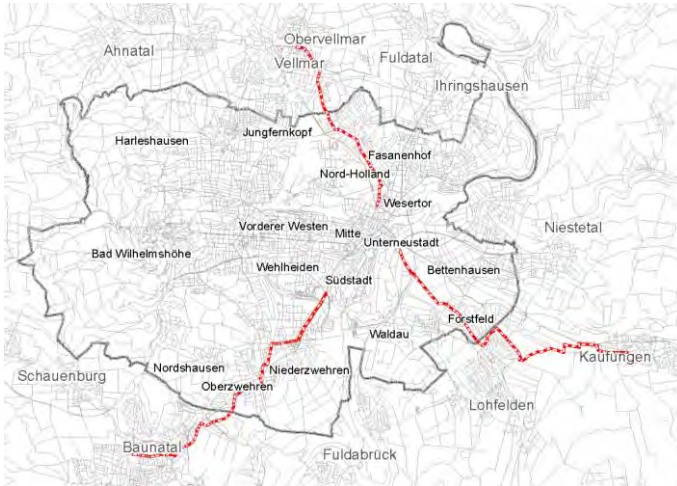 Obervellmar
Ahnatal
Fuldatal
Vellmar
Ihringshausen
Jungfernkopf
Harleshausen
Fasanenhof
Nord-Holland
Wesertor
Vorderer Westen
Mitte
Niestetal
Unterneustadt
Bad Wilhelmshöhe
Wehlheiden
Bettenhausen
Südstadt
Forstfeld
Waldau
Kaufungen
Nordshausen
Niederzwehren
Schauenburg
Oberzwehren
Lohfelden
Baunatal
Fuldabrück